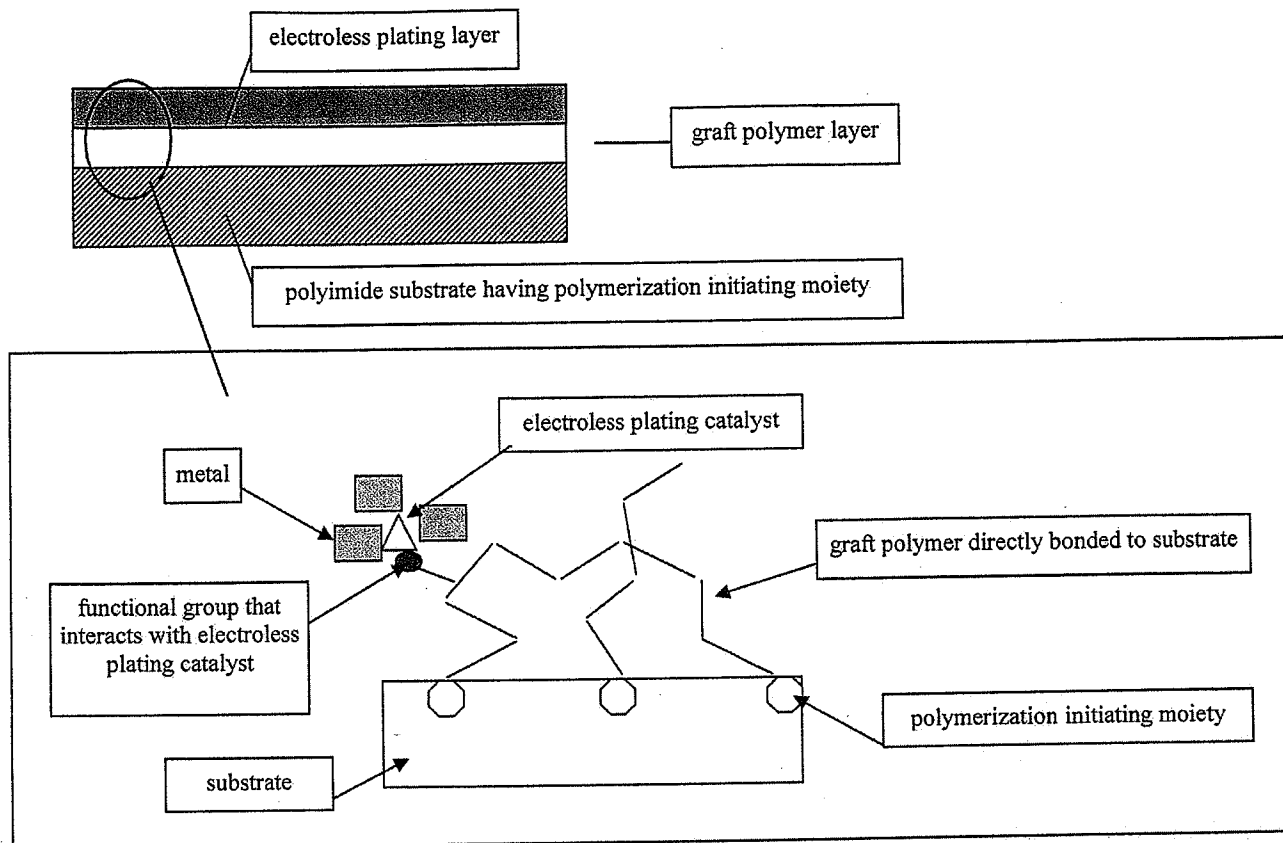 electroless plating layer
graft polymer layer
polyimide substrate having polymerization initiating moiety
electroless plating catalyst
metal
graft polymer directly bonded to substrate
functional group that
interacts with electroless
plating catalyst
polymerization initiating moiety
substrate